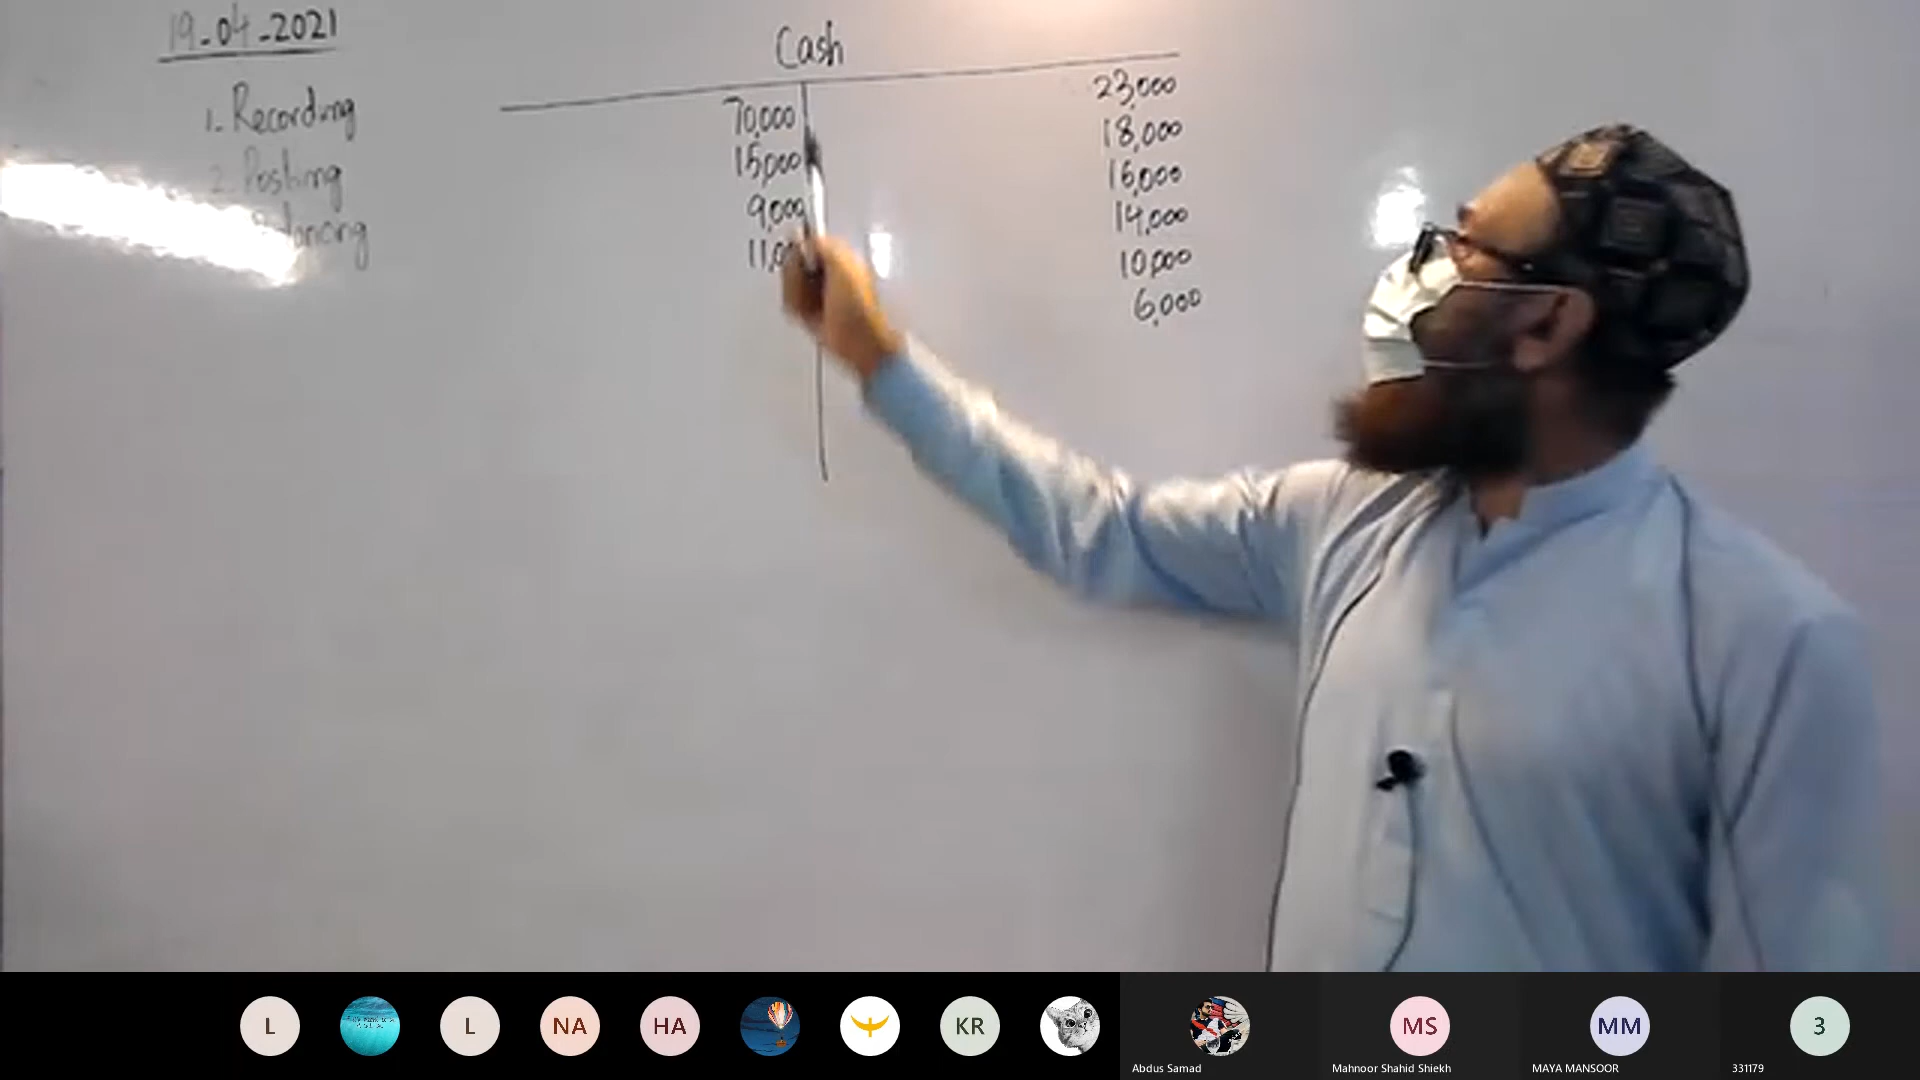 19-04-2021
1. Recording
2. Posting
Cash
70,000
15,000
9,000
23,000
18,000
16,000
14,000
10,000
6,000
L
L
NA
HA
KR
MS
MM
3
Abdus Samad
Mahnoor Shahid Shiekh
MAYA MANSOOR
331179